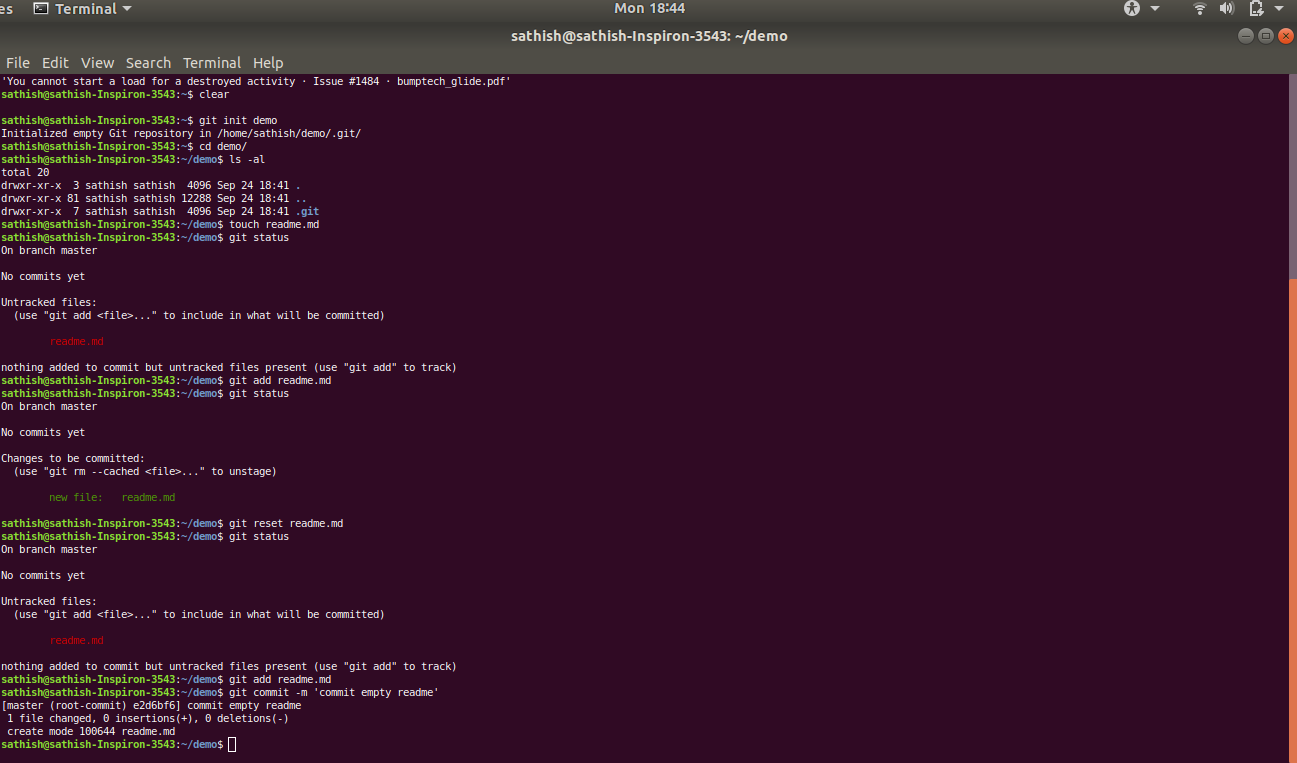 es Terminal Mon 18:44
sathish@sathish-Inspiron-3543: ~/demo
File Edit View Search Terminal Help
'You cannot start a load for a destroyed activity · Issue #1484 · bumptech_glide.pdf'
sathish@sathish-Inspiron-3543:~$ clear
sathish@sathish-Inspiron-3543:~$ git init demo
Initialized empty Git repository in /home/sathish/demo/.git/
sathish@sathish-Inspiron-3543:~$ cd demo/
sathish@sathish-Inspiron-3543:~/demo$ ls -al
total 20
drwxr-xr-x  3 sathish sathish  4096 Sep 24 18:41 .
drwxr-xr-x 81 sathish sathish 12288 Sep 24 18:41 ..
drwxr-xr-x  7 sathish sathish  4096 Sep 24 18:41 .git
sathish@sathish-Inspiron-3543:~/demo$ touch readme.md
sathish@sathish-Inspiron-3543:~/demo$ git status
On branch master
No commits yet
Untracked files:
  (use "git add <file>..." to include in what will be committed)
        readme.md
nothing added to commit but untracked files present (use "git add" to track)
sathish@sathish-Inspiron-3543:~/demo$ git add readme.md
sathish@sathish-Inspiron-3543:~/demo$ git status
On branch master
No commits yet
Changes to be committed:
  (use "git rm --cached <file>..." to unstage)
        new file:   readme.md
sathish@sathish-Inspiron-3543:~/demo$ git reset readme.md
sathish@sathish-Inspiron-3543:~/demo$ git status
On branch master
No commits yet
Untracked files:
  (use "git add <file>..." to include in what will be committed)
        readme.md
nothing added to commit but untracked files present (use "git add" to track)
sathish@sathish-Inspiron-3543:~/demo$ git add readme.md
sathish@sathish-Inspiron-3543:~/demo$ git commit -m 'commit empty readme'
[master (root-commit) e2d6bf6] commit empty readme
 1 file changed, 0 insertions(+), 0 deletions(-)
 create mode 100644 readme.md
sathish@sathish-Inspiron-3543:~/demo$